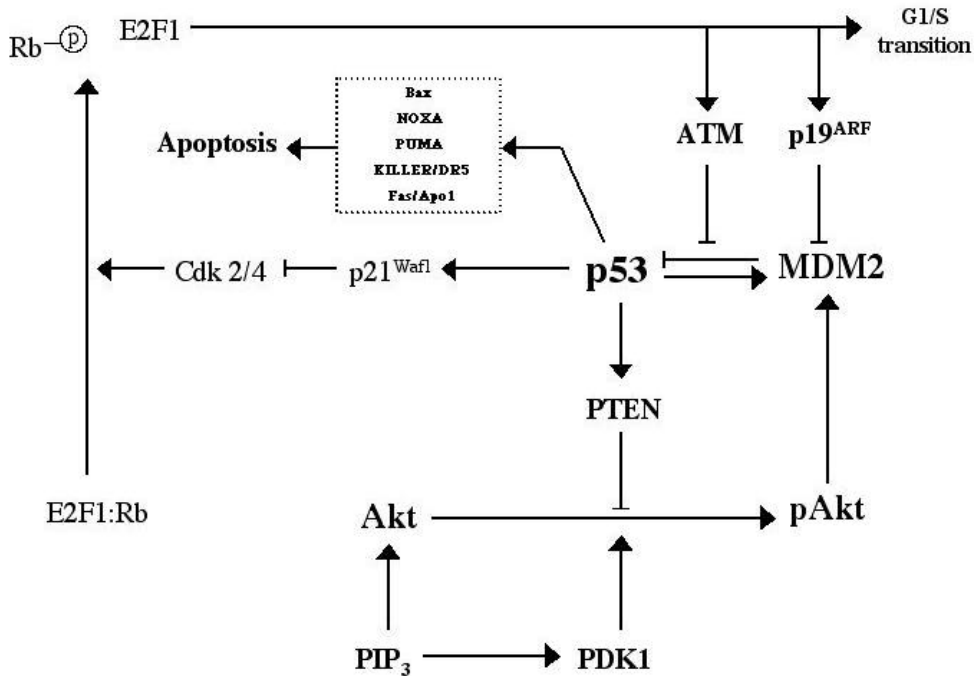 E2F1
G1/S
transition
Rb
p
Bax
NOXA
PUMA
KILLER/DR5
Fas/Apo1
Apoptosis
ATM
p19ARF
Cdk 2/4
p21Waf1
p53
MDM2
PTEN
E2F1:Rb
Akt
pAkt
PIP3
PDK1